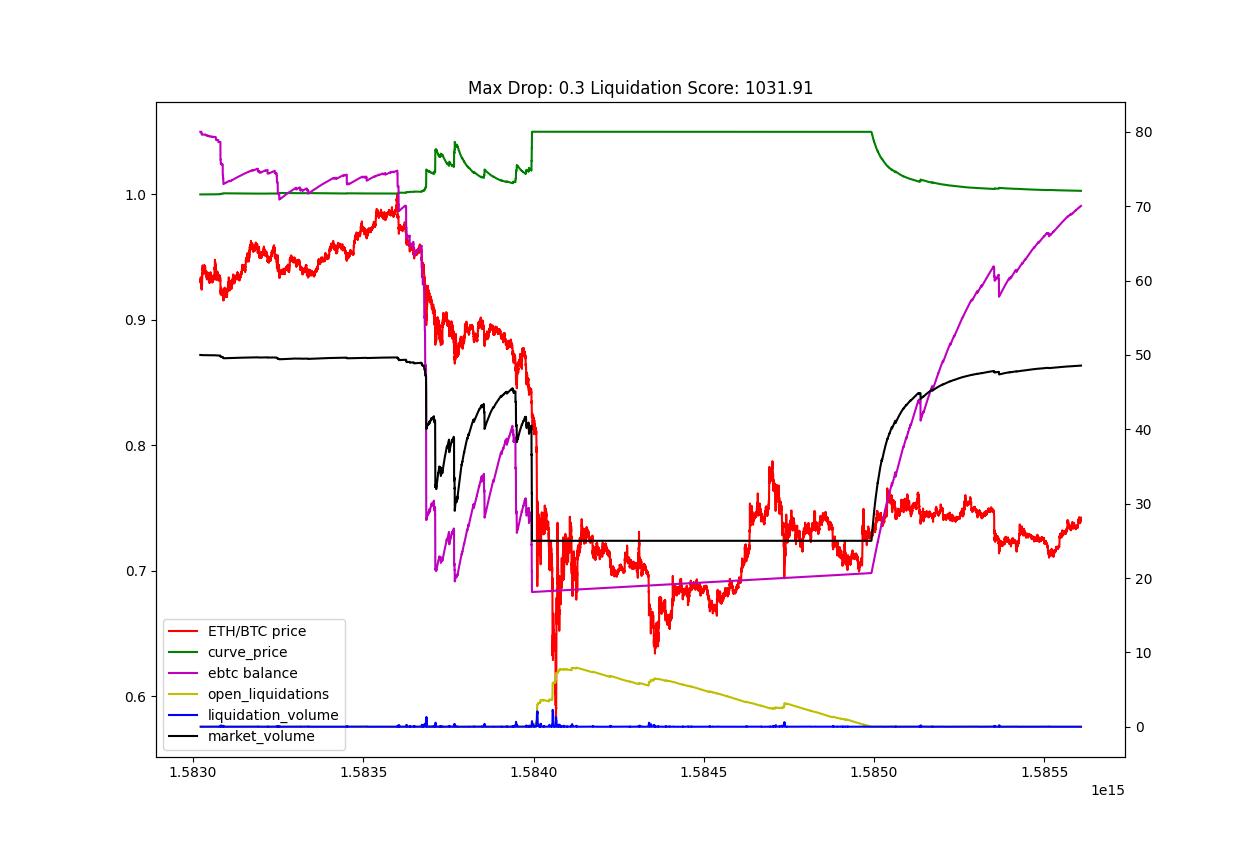 Max Drop: 0.3 Liquidation Score: 1031.91
1.0
0.9
0.8
0.7
0.6
80
70
60
50
40
30
20
10
0
ETH/BTC price
curve_price
ebtc balance
open_liquidations
liquidation_volume
market_volume
1.5830 1.5835 1.5840 1.5845 1.5850 1.5855
1e15